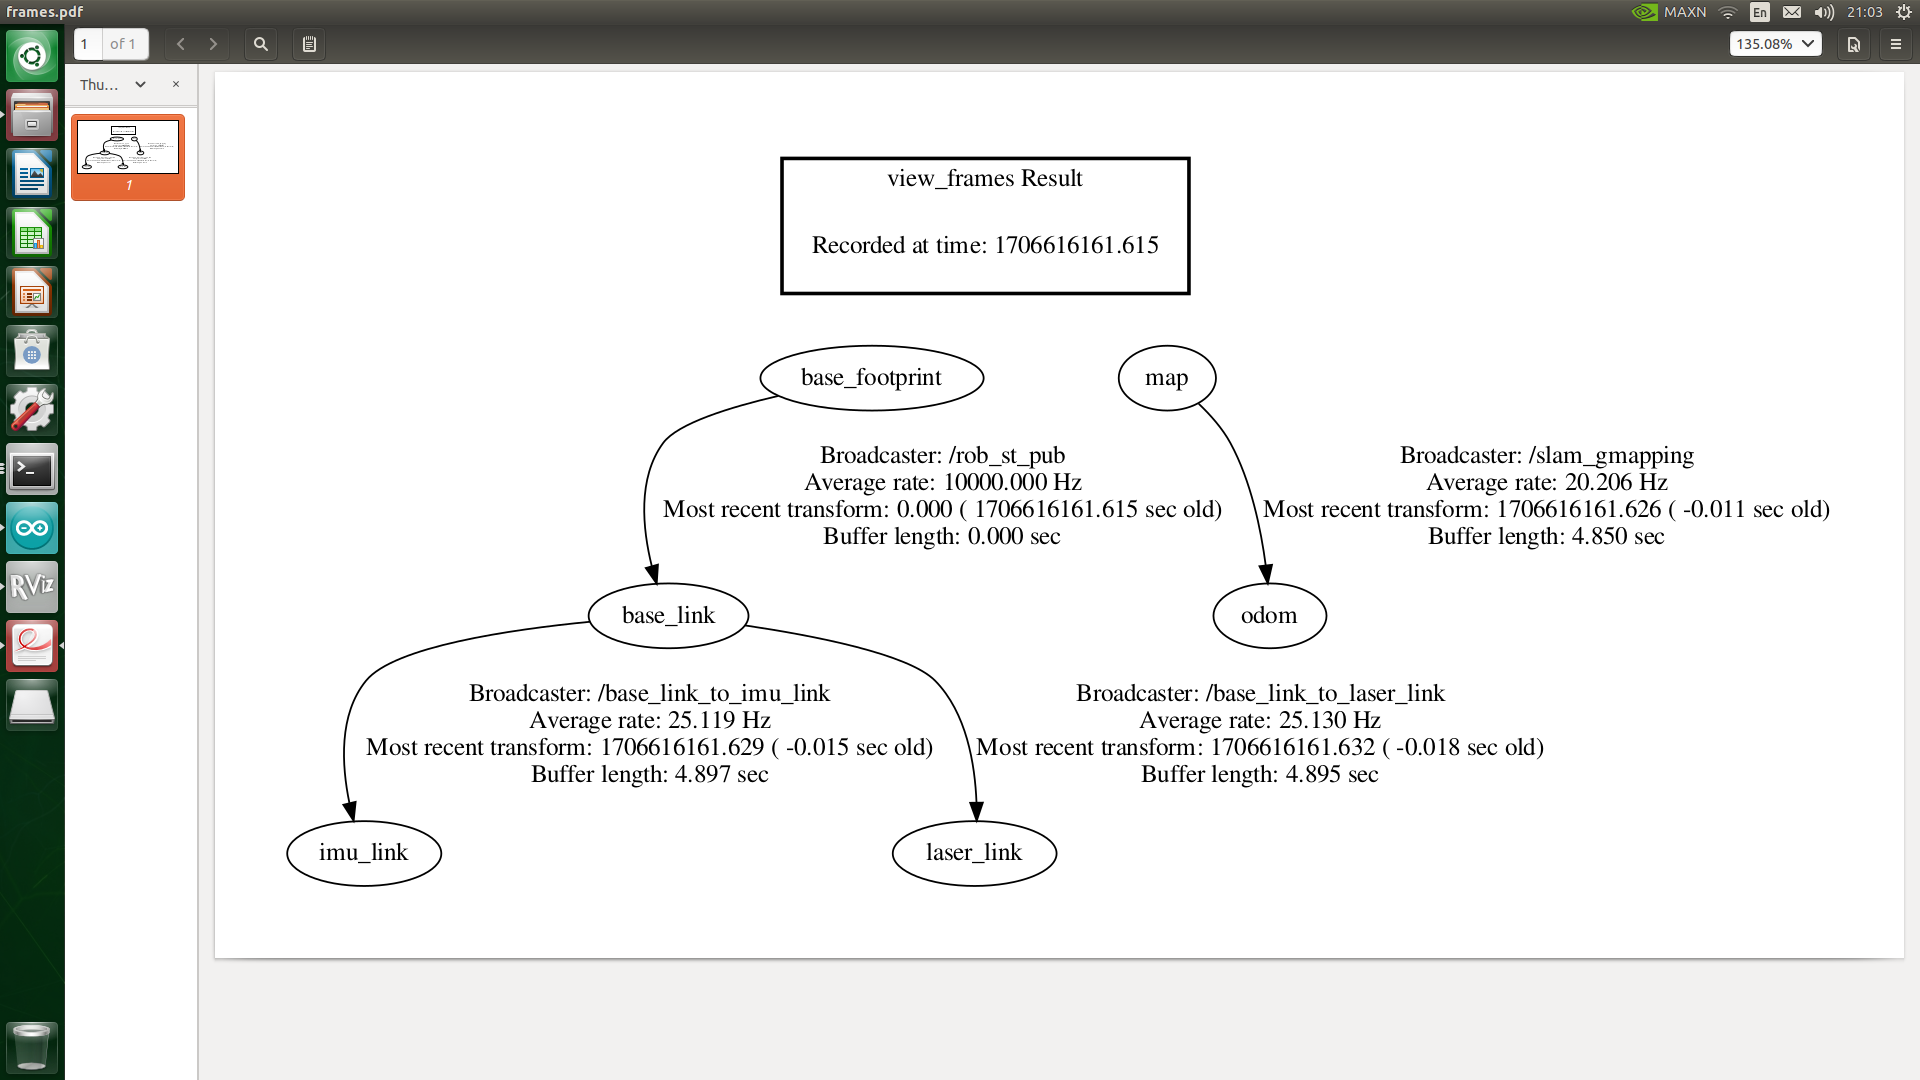 frames.pdf
MAXN
En
21:03
1
of 1
135.08%
Thu...
1
view_frames Result
Recorded at time: 1706616161.615
base_footprint
map
Broadcaster: /rob_st_pub
Average rate: 10000.000 Hz
Most recent transform: 0.000 ( 1706616161.615 sec old)
Buffer length: 0.000 sec
Broadcaster: /slam_gmapping
Average rate: 20.206 Hz
Most recent transform: 1706616161.626 ( -0.011 sec old)
Buffer length: 4.850 sec
base_link
odom
Broadcaster: /base_link_to_imu_link
Average rate: 25.119 Hz
Most recent transform: 1706616161.629 ( -0.015 sec old)
Buffer length: 4.897 sec
Broadcaster: /base_link_to_laser_link
Average rate: 25.130 Hz
Most recent transform: 1706616161.632 ( -0.018 sec old)
Buffer length: 4.895 sec
imu_link
laser_link
RViz